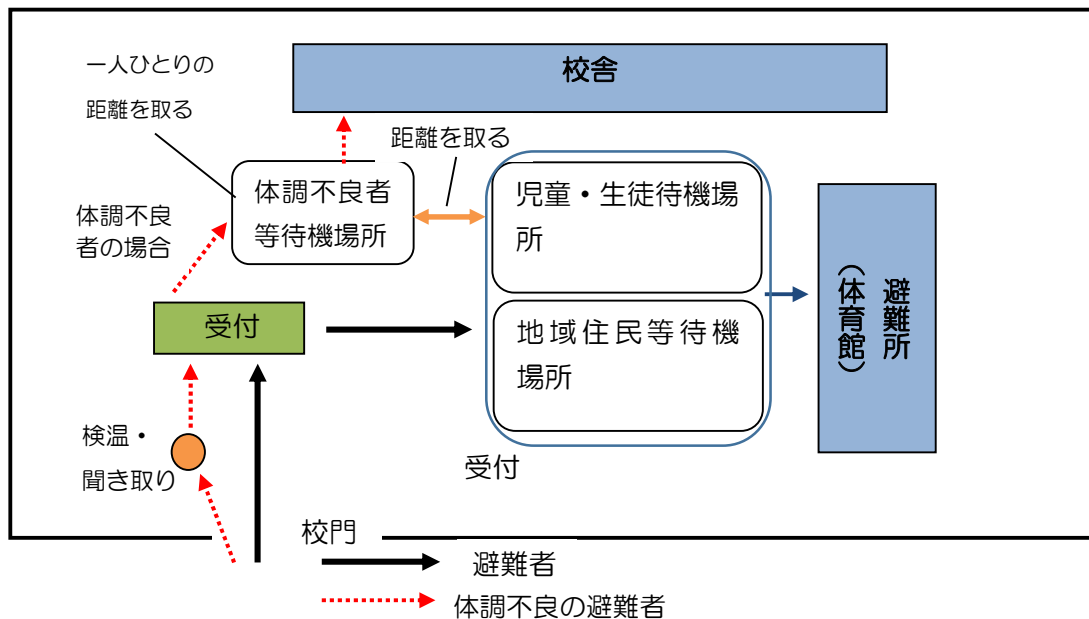 一人ひとりの
距離を取る
校舎
距離を取る
体調不良者
等待機場所
児童・生徒待機場
所
体調不良
者の場合
受付
地域住民等待機
場所
避難所
(体育館)
検温・
聞き取り
受付
校門
避難者
体調不良の避難者